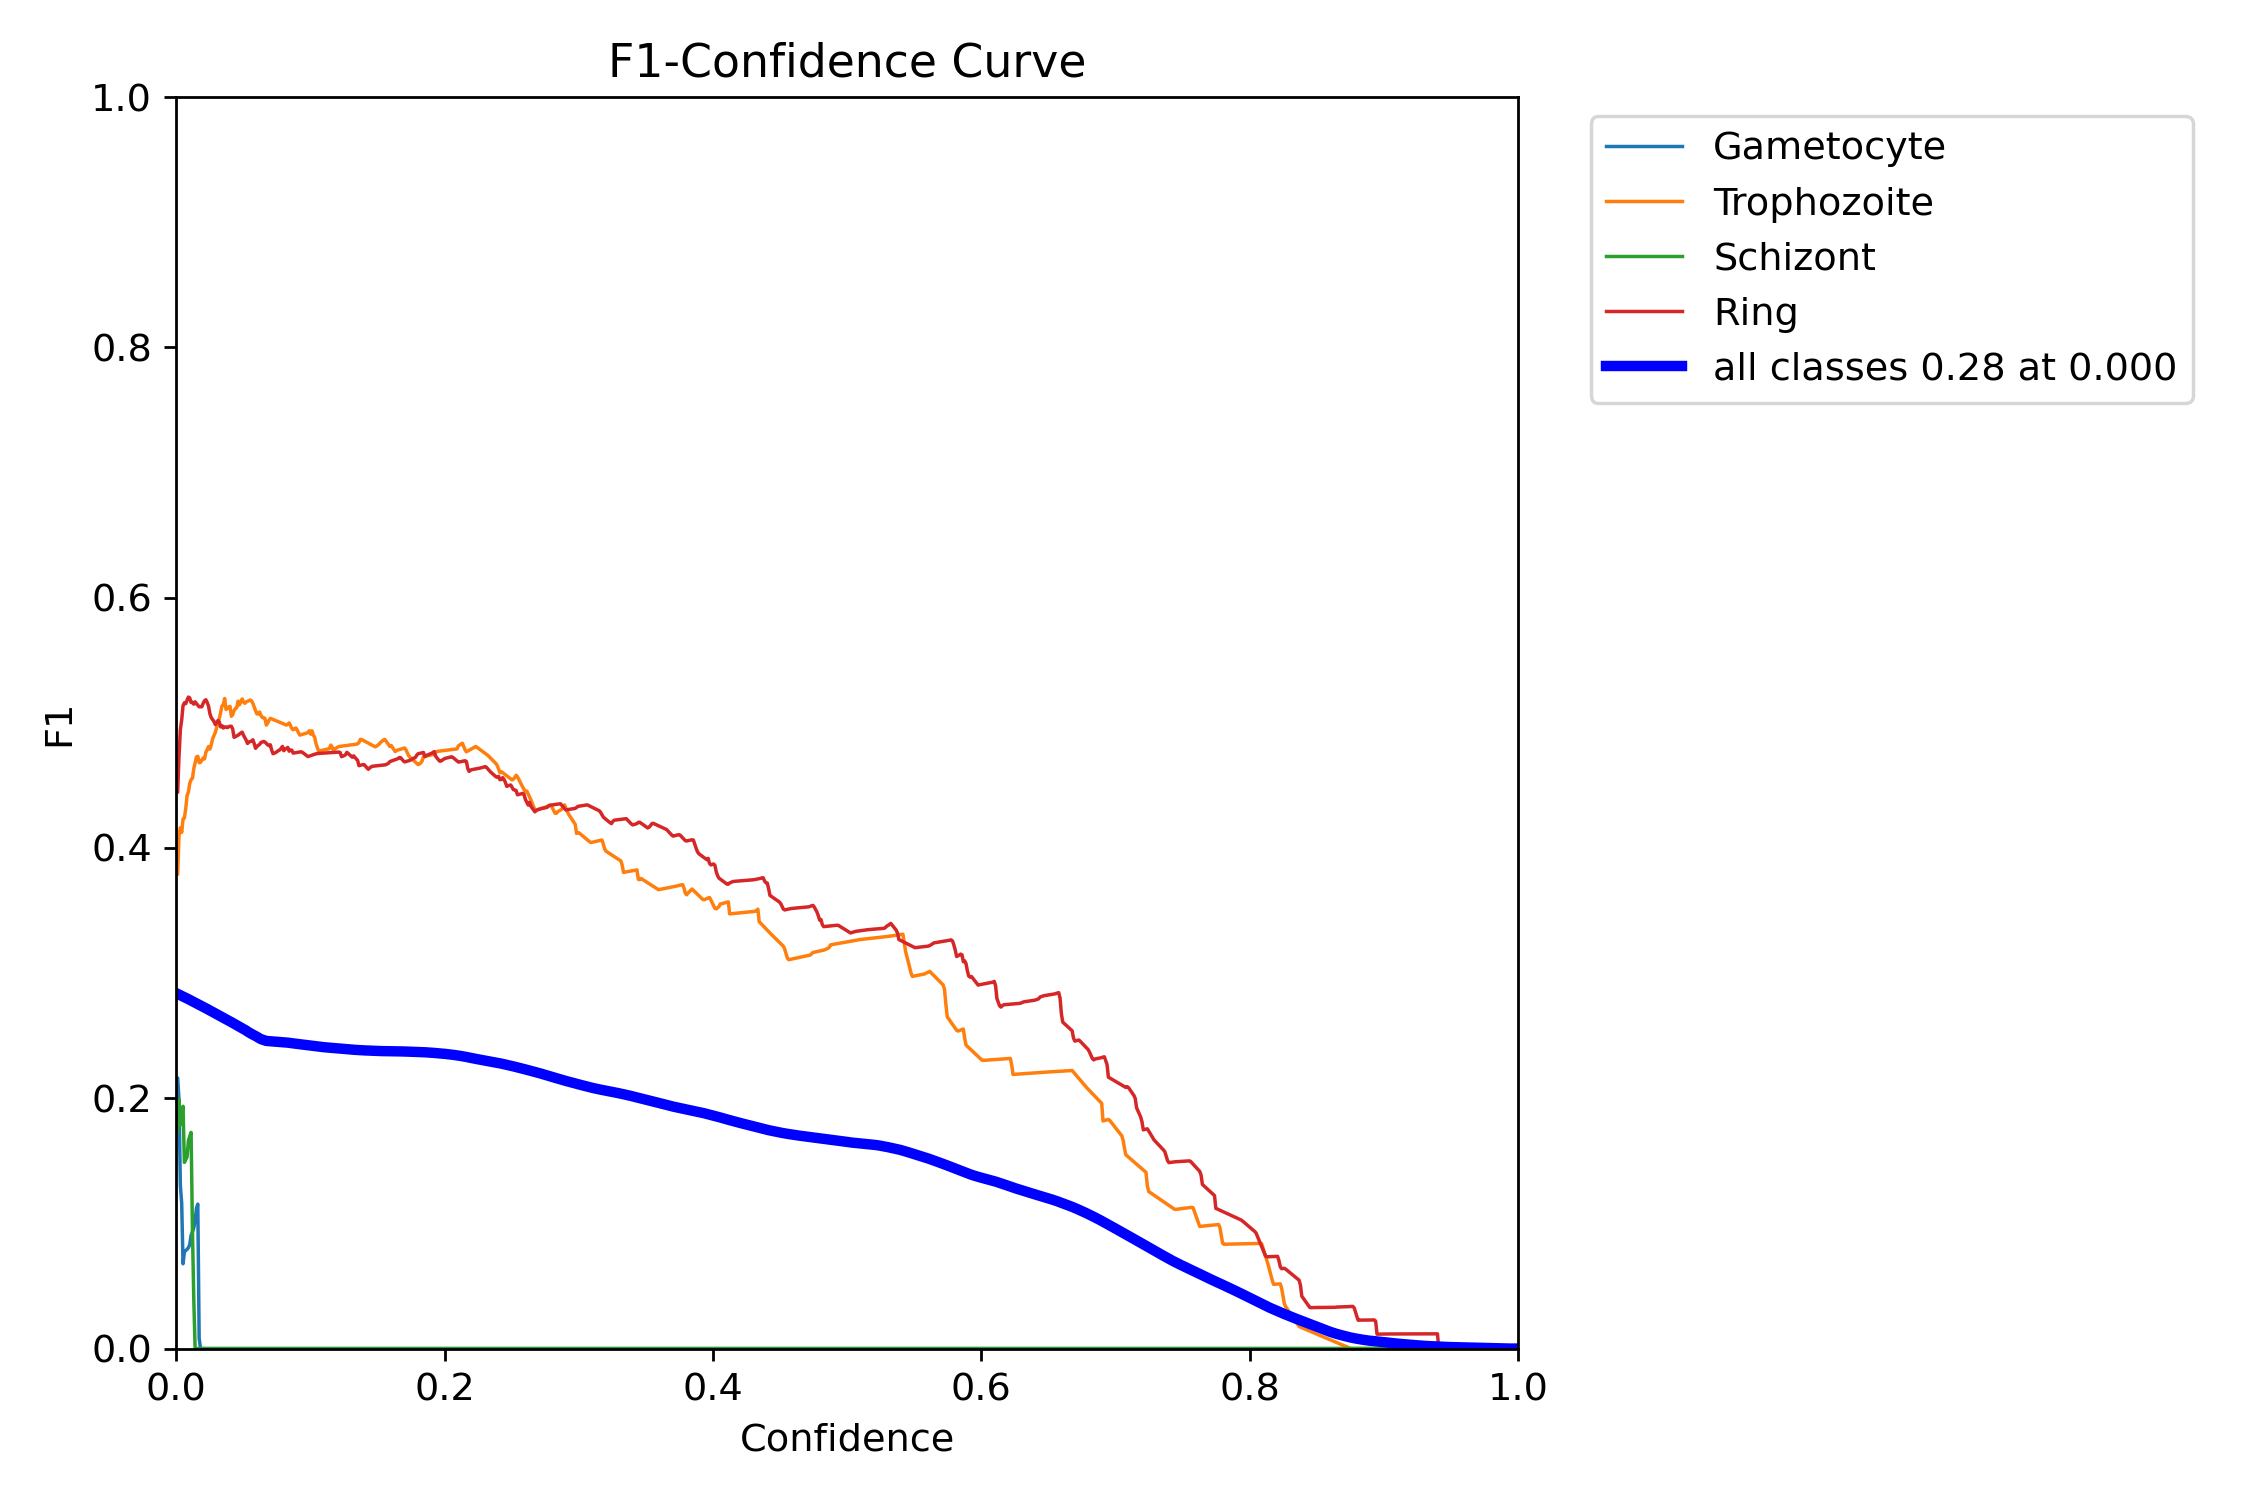 F1-Confidence Curve
1.0
0.8
0.6
0.4
0.2
0.0
F1
0.0 0.2 0.4 0.6 0.8 1.0
Confidence
Gametocyte
Trophozoite
Schizont
Ring
all classes 0.28 at 0.000